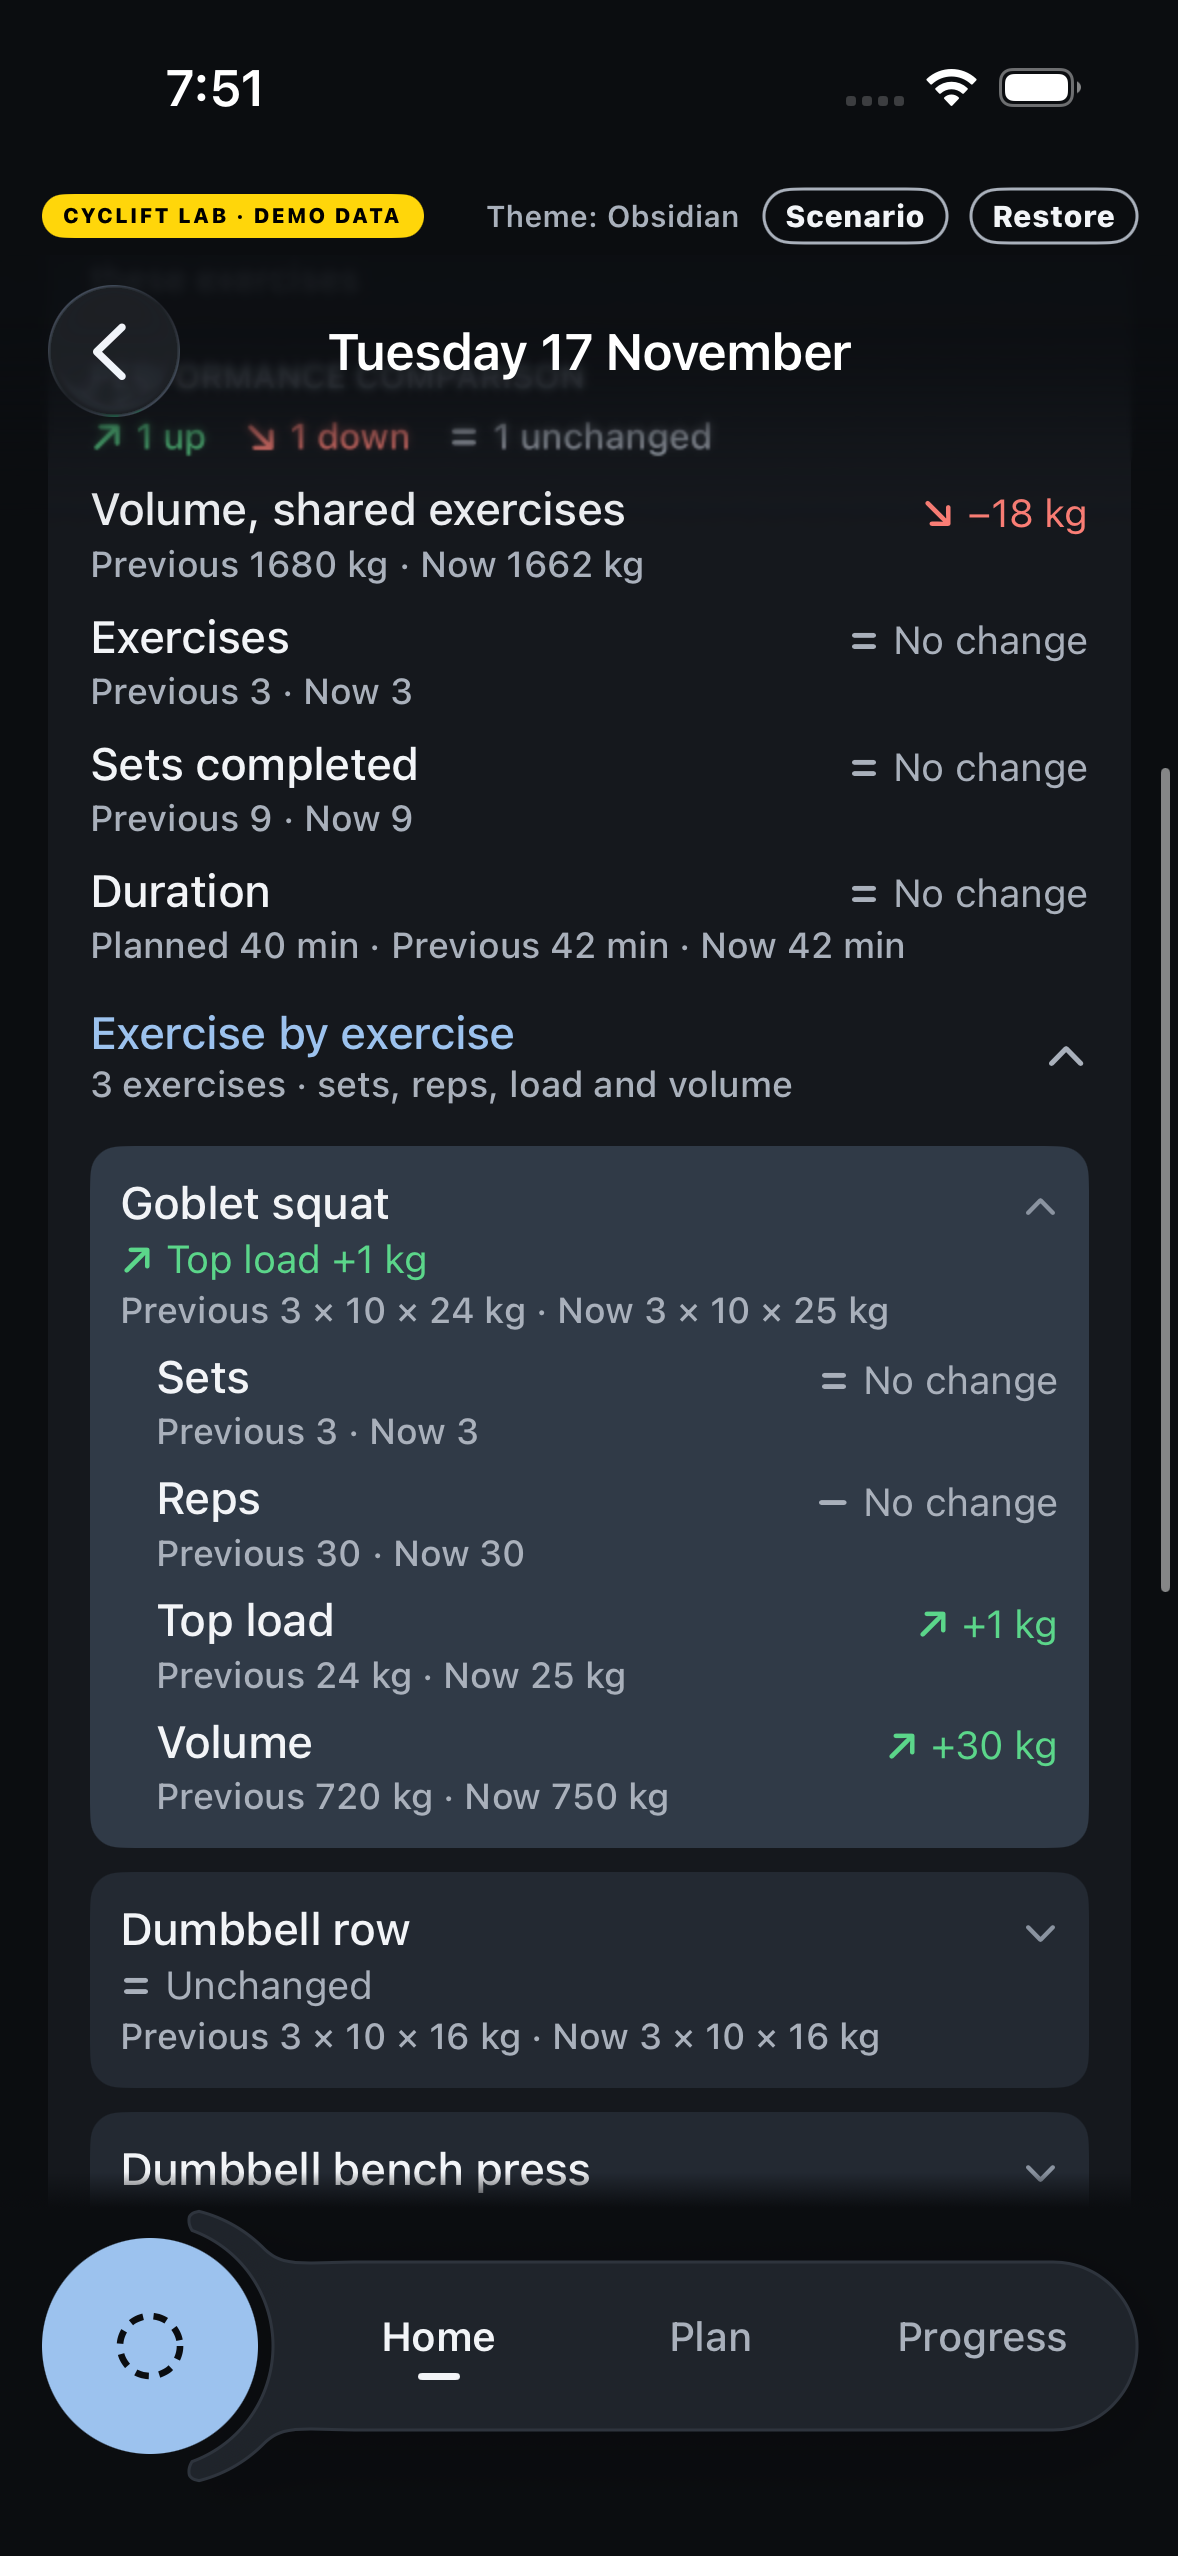 7:51
CYCLIFT LAB · DEMO DATA
Theme: Obsidian
Scenario
Restore
these exercises
Tuesday 17 November
COMPARISON
1 up
1 down
= 1 unchanged
Volume, shared exercises
–18 kg
Previous 1680 kg · Now 1662 kg
Exercises
= No change
Previous 3 · Now 3
Sets completed
= No change
Previous 9 · Now 9
Duration
= No change
Planned 40 min · Previous 42 min · Now 42 min
Exercise by exercise
3 exercises · sets, reps, load and volume
Goblet squat
Top load +1 kg
Previous 3 × 10 × 24 kg · Now 3 × 10 × 25 kg
Sets
= No change
Previous 3 · Now 3
Reps
– No change
Previous 30 · Now 30
Top load
+1 kg
Previous 24 kg · Now 25 kg
Volume
+30 kg
Previous 720 kg · Now 750 kg
Dumbbell row
= Unchanged
Previous 3 × 10 × 16 kg · Now 3 × 10 × 16 kg
Dumbbell bench press
Home
Plan
Progress